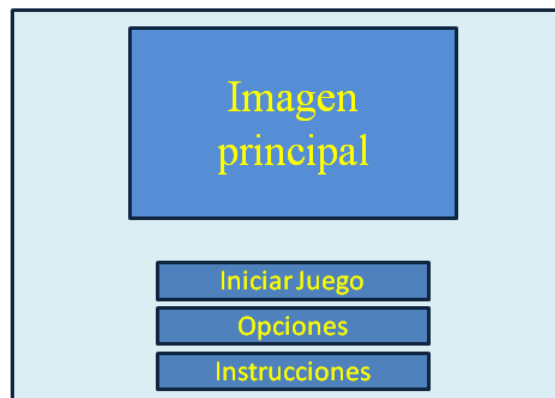 Imagen
principal
Iniciar Juego
Opciones
Instrucciones